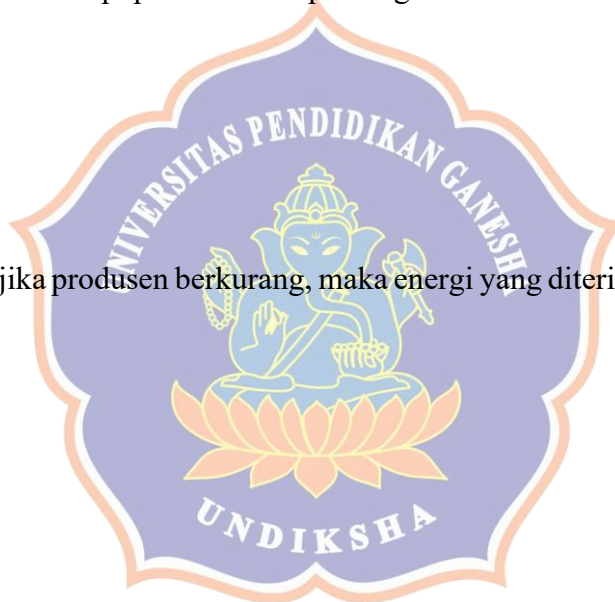 UNIVERSITAS PENDIDIKAN GANESHA
jika produsen berkurang, maka energi yang diteri
UNDIKSHA